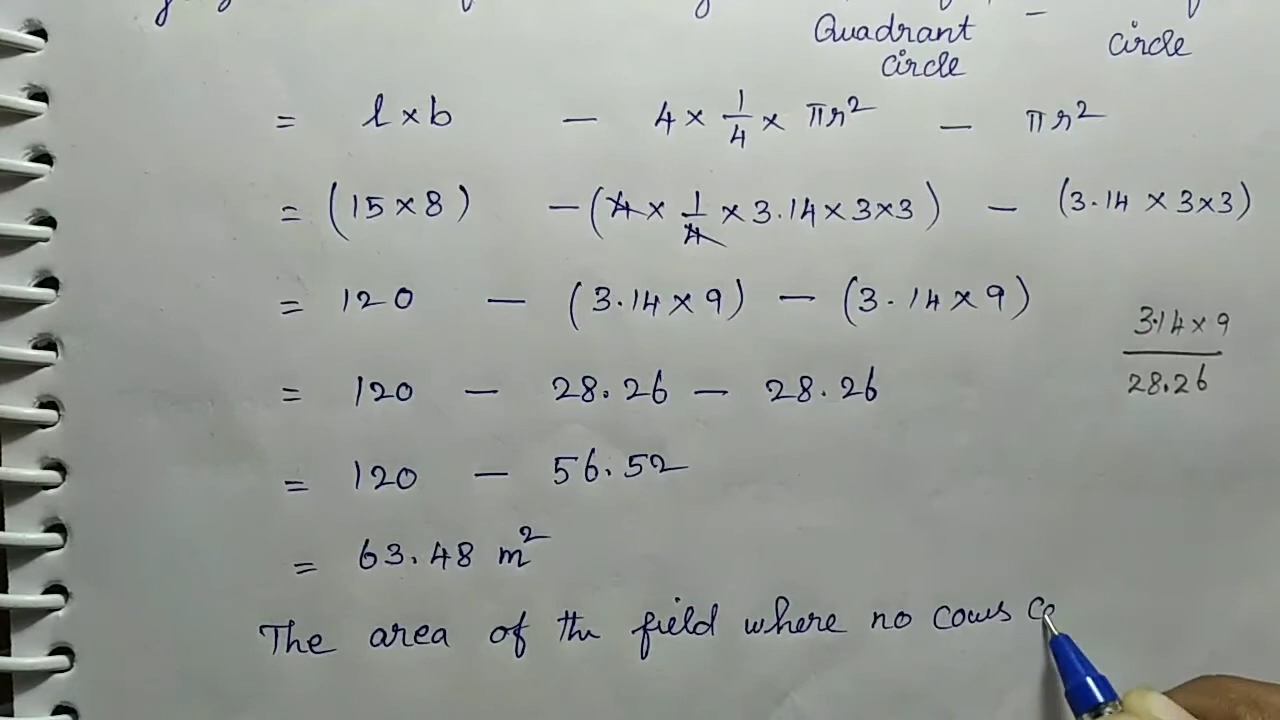 Quadrant - circle
circle
= l × b - 4 × 1/4 × πr² - πr²
= (15 × 8) - (4 × 1/4 × 3.14 × 3 × 3) - (3.14 × 3 × 3)
= 120 - (3.14 × 9) - (3.14 × 9)
3.14 × 9
28.26
= 120 - 28.26 - 28.26
= 120 - 56.52
= 63.48 m²
The area of the field where no cows